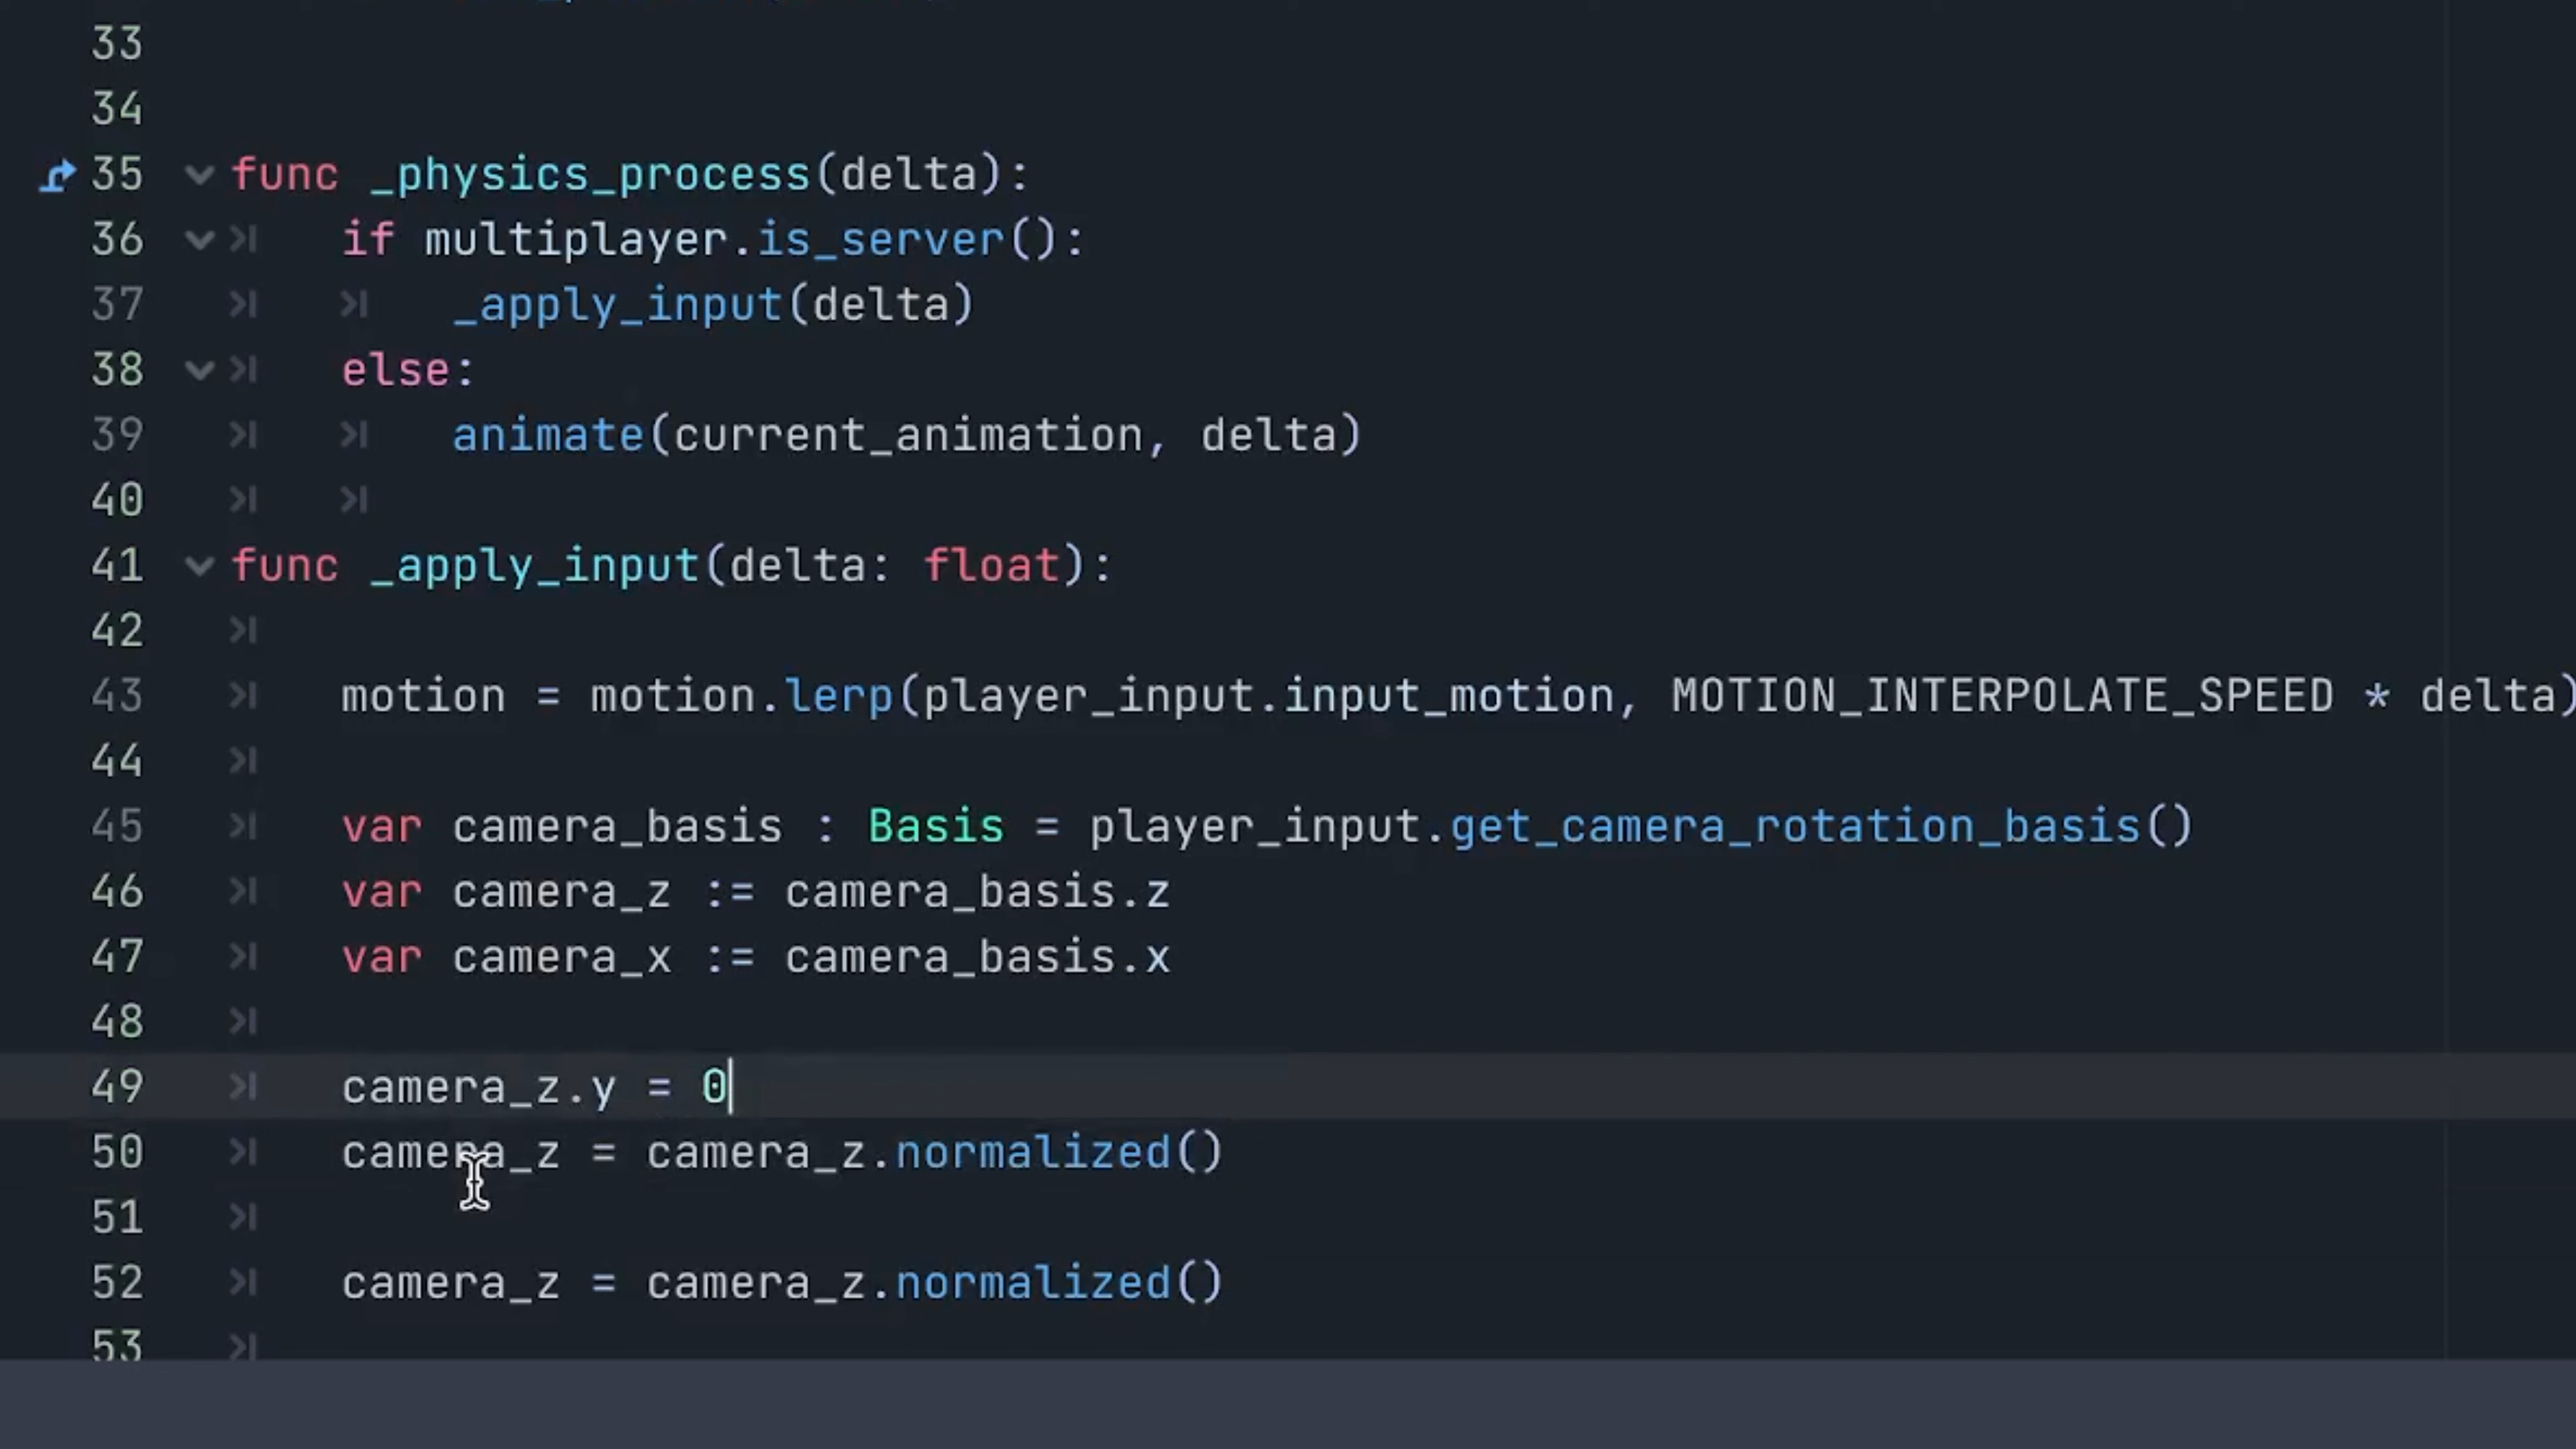 33
34
35 func _physics_process(delta):
36 if multiplayer.is_server():
37 _apply_input(delta)
38 else:
39 animate(current_animation, delta)
40
41 func _apply_input(delta: float):
42
43 motion = motion.lerp(player_input.input_motion, MOTION_INTERPOLATE_SPEED * delta)
44
45 var camera_basis : Basis = player_input.get_camera_rotation_basis()
46 var camera_z := camera_basis.z
47 var camera_x := camera_basis.x
48
49 camera_z.y = 0
50 camera_z = camera_z.normalized()
51
52 camera_z = camera_z.normalized()
53